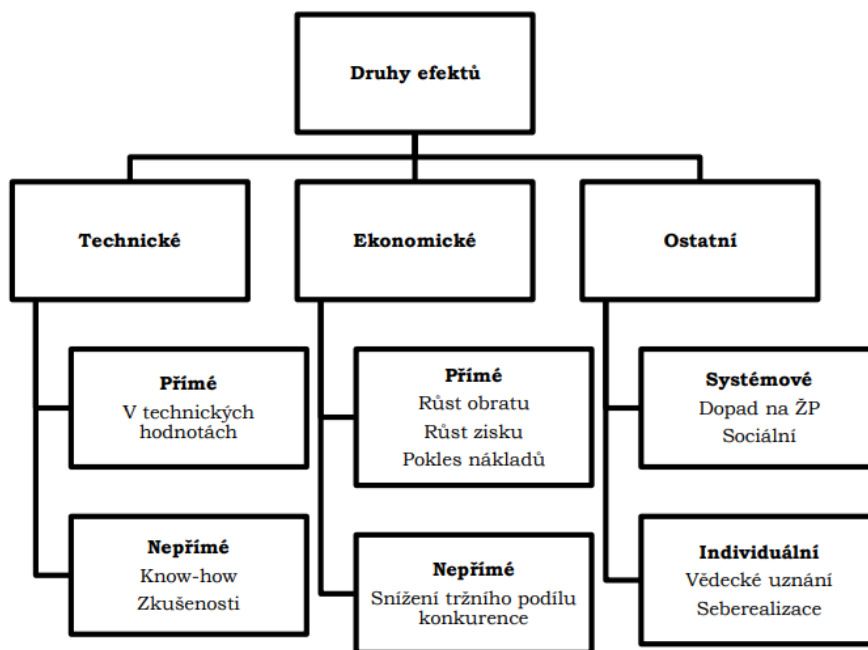 Druhy efektů
Technické
Ekonomické
Ostatní
Přímé
V technických
hodnotách
Nepřímé
Know-how
Zkušenosti
Přímé
Růst obratu
Růst zisku
Pokles nákladů
Nepřímé
Snížení tržního podílu
konkurence
Systémové
Dopad na ŽP
Sociální
Individuální
Vědecké uznání
Seberealizace